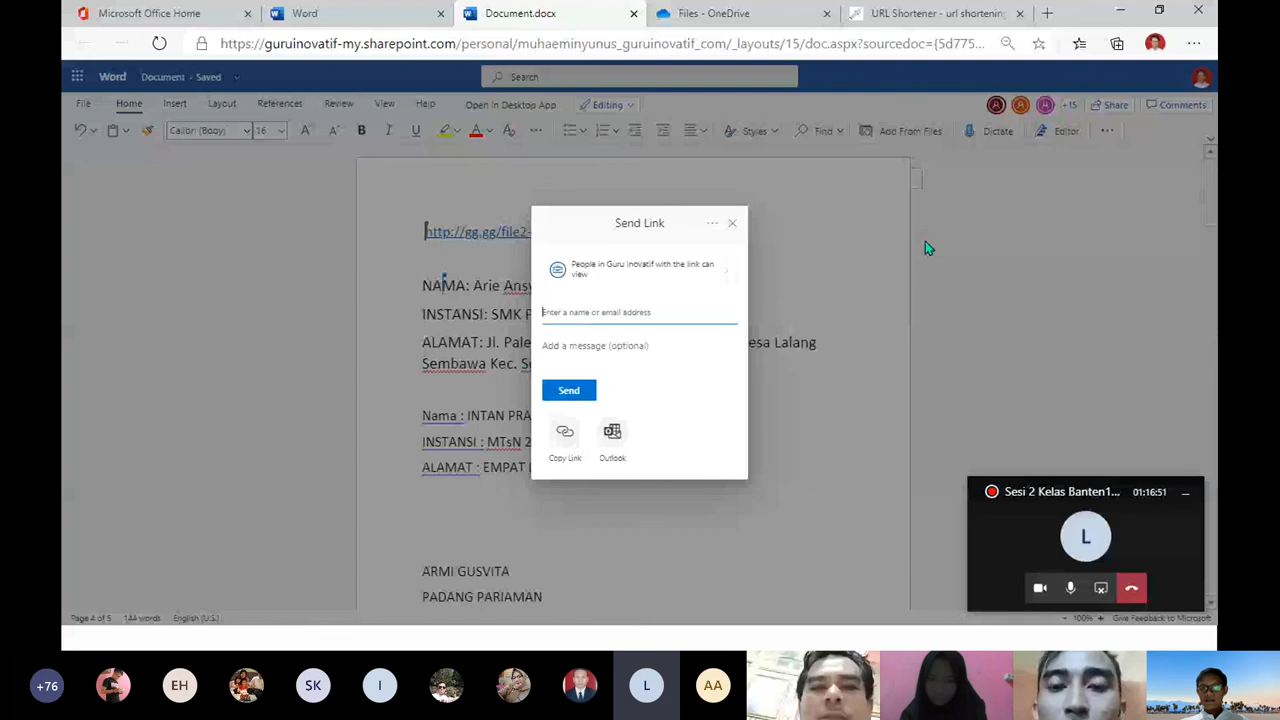 Microsoft Office Home
Word
Document.docx
Files - OneDrive
URL Shortener - url shortening
https://guruinovatif-my.sharepoint.com/personal/muhaeminyunus_guruinovatif_com/_layouts/15/doc.aspx?sourcedoc={5d775...
Word
Document - Saved
Search
File
Home
Insert
Layout
References
Review
View
Help
Open in Desktop App
Editing
+15
Share
Comments
Calibri (Body)
16
A
A
B
I
U
A
Styles
Find
Add From Files
Dictate
Editor
http://gg.gg/file2-
NAMA: Arie
INSTANSI: SMK
ALAMAT: Jl.
Lalang
Sembawa Kec.
Nama : INTAN
INSTANSI : MTsN 2
ALAMAT : EMPAT
ARMI GUSVITA
PADANG PARIAMAN
Send Link
People in Guru Inovatif with the link can
view
Enter a name or email address
Add a message (optional)
Send
Copy Link
Outlook
Sesi 2 Kelas Banten1...
01:16:51
L
Page 4 of 5
144 words
English (U.S.)
100%
Give Feedback to Microsoft
+76
EH
SK
I
L
AA